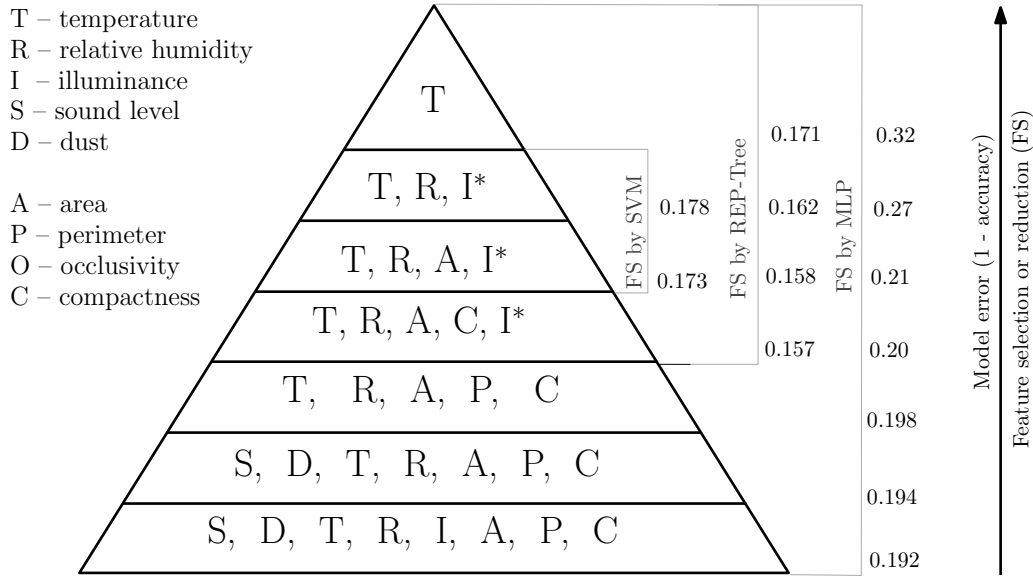 T – temperature
R – relative humidity
I – illuminance
S – sound level
D – dust
A – area
P – perimeter
O – occlusivity
C – compactness
T
T, R, I*
T, R, A, I*
T, R, A, C, I*
T, R, A, P, C
S, D, T, R, A, P, C
S, D, T, R, I, A, P, C
FS by SVM
0.178
0.173
FS by REP-Tree
0.171
0.162
0.158
0.157
FS by MLP
0.32
0.27
0.21
0.20
0.198
0.194
0.192
Model error (1 - accuracy)
Feature selection or reduction (FS)